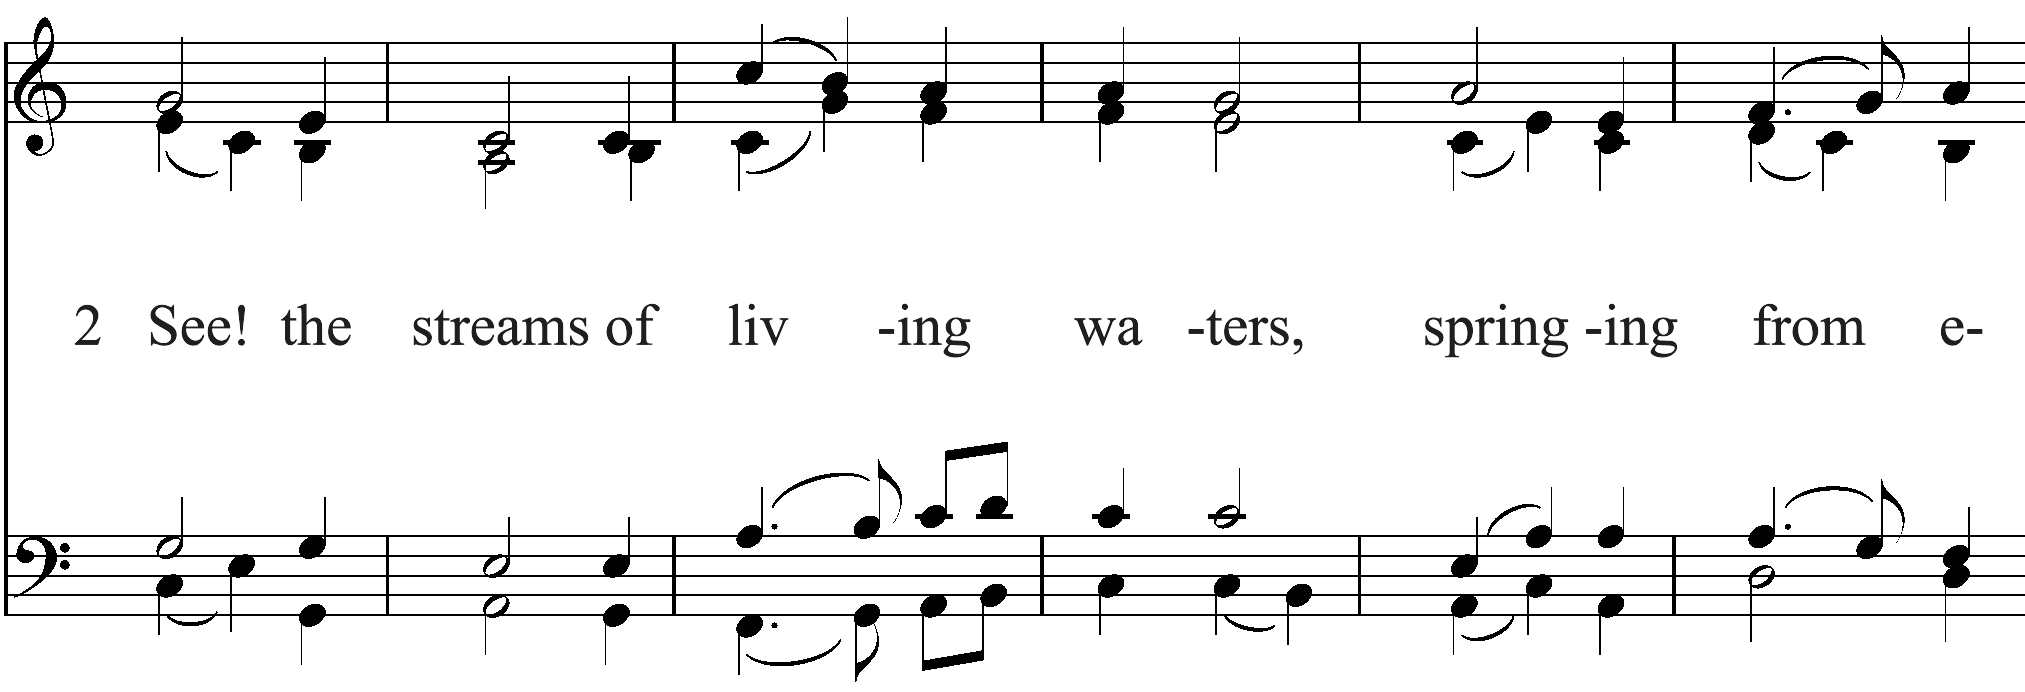 2 See! the streams of liv -ing wa -ters, spring -ing from e-